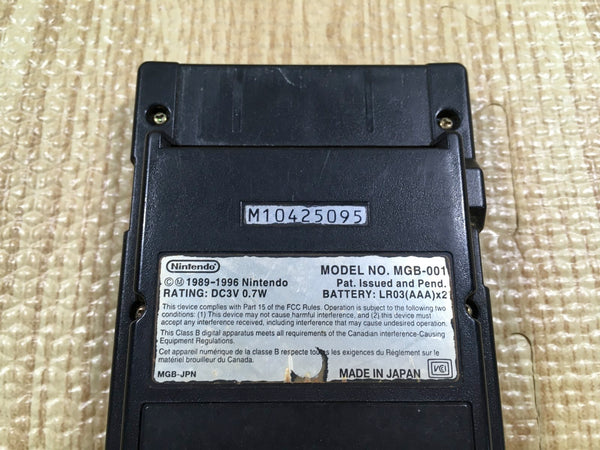 M10425095
Nintendo
©Ⓜ 1989-1996 Nintendo
MODEL NO. MGB-001
Pat. Issued and Pend.
RATING: DC3V 0.7W
BATTERY: LR03(AAA)x2
This device complies with Part 15 of the FCC Rules. Operation is subject to the following two
conditions: (1) This device may not cause harmful interference, and (2) this device must
accept any interference received, including interference that may cause undesired operation.
This Class B digital apparatus meets all requirements of the Canadian Interference-Causing
Equipment Regulations.
Cet appareil numérique de la classe B respecte toutes les exigences du Règlement sur le
matériel brouilleur du Canada.
MGB-JPN
MADE IN JAPAN
VCI